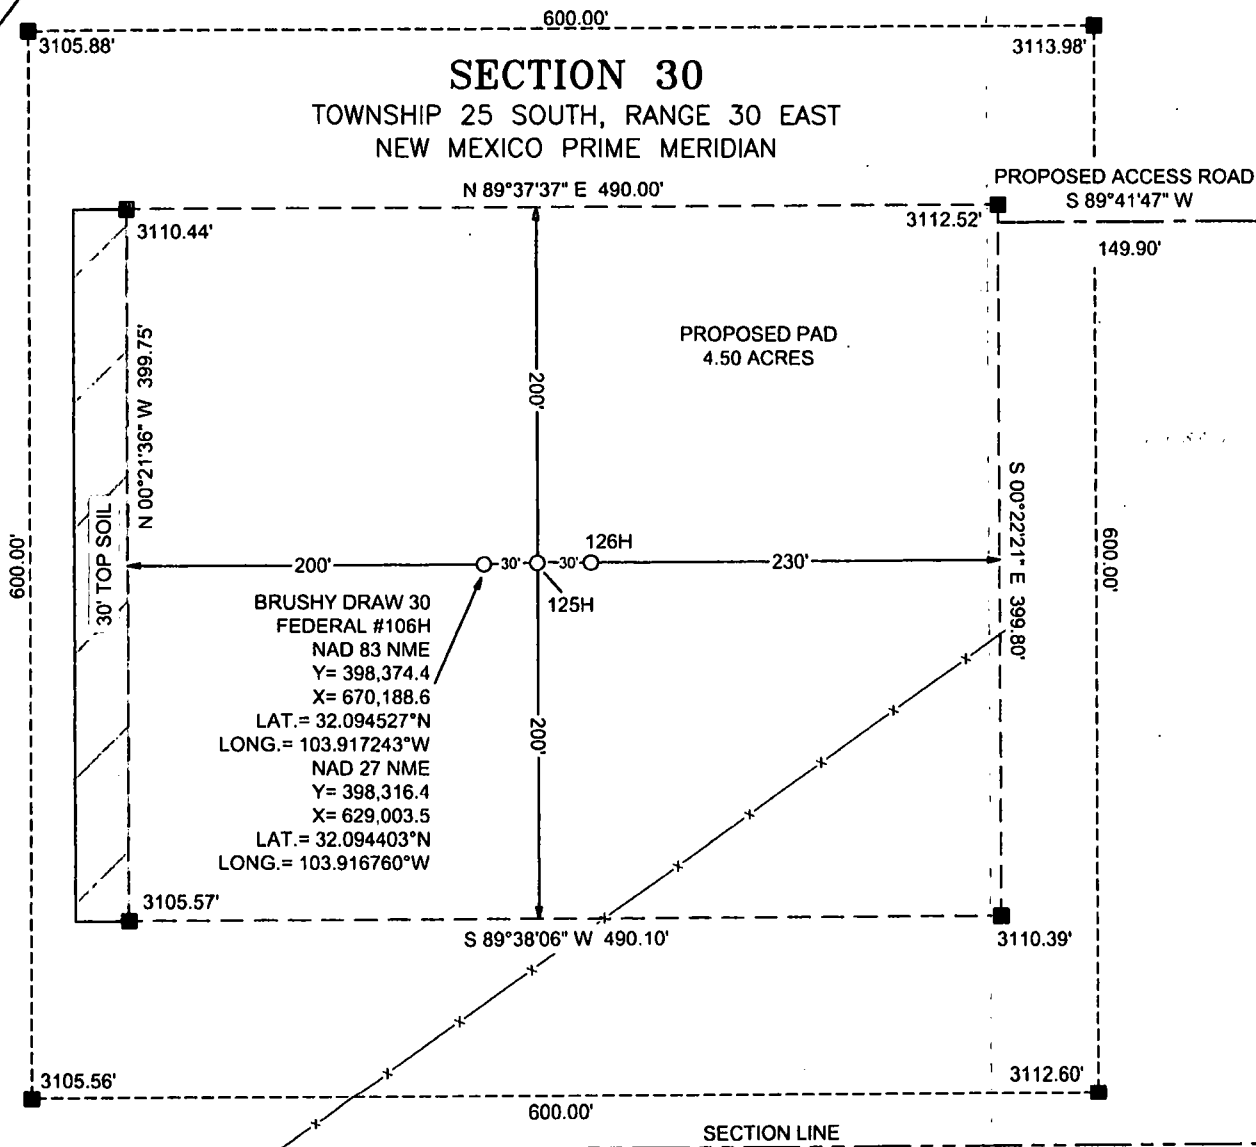 600.00'
3105.88'
3113.98'
SECTION 30
TOWNSHIP 25 SOUTH, RANGE 30 EAST
NEW MEXICO PRIME MERIDIAN
PROPOSED ACCESS ROAD
S 89°41'47" W
149.90'
N 89°37'37" E 490.00'
3110.44'
3112.52'
PROPOSED PAD
4.50 ACRES
N 00°21'36" W 399.75'
200'
30' TOP SOIL
600.00'
S 00°22'21" E 399.80'
600.00'
200'
30'
30'
126H
230'
125H
BRUSHY DRAW 30
FEDERAL #106H
NAD 83 NME
Y= 398,374.4
X= 670,188.6
LAT.= 32.094527°N
LONG.= 103.917243°W
NAD 27 NME
Y= 398,316.4
X= 629,003.5
LAT.= 32.094403°N
LONG.= 103.916760°W
200'
3105.57'
S 89°38'06" W 490.10'
3110.39'
3105.56'
3112.60'
600.00'
SECTION LINE